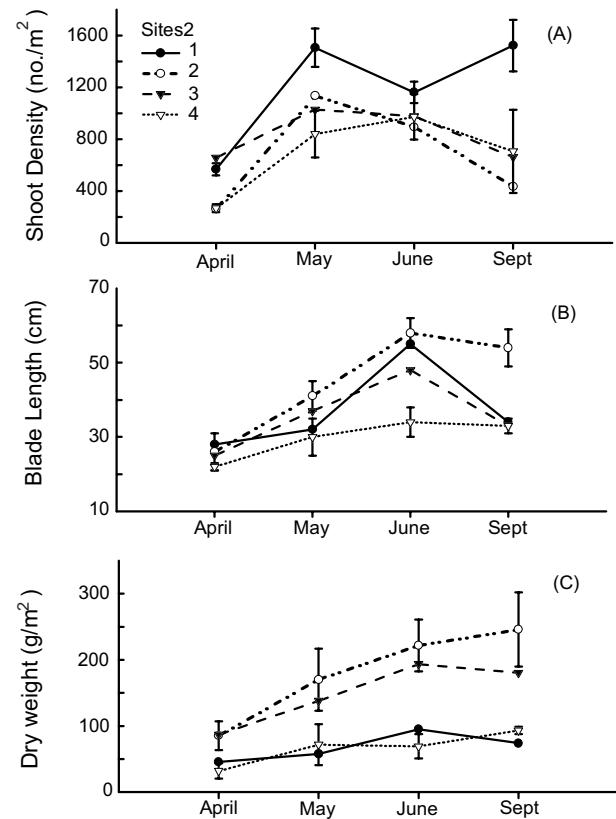 1600
1200
800
400
0
Shoot Density (no./m²)
Sites2
1
2
3
4
(A)
April May June Sept
70
50
30
10
Blade Length (cm)
(B)
April May June Sept
300
200
100
0
Dry weight (g/m²)
(C)
April May June Sept